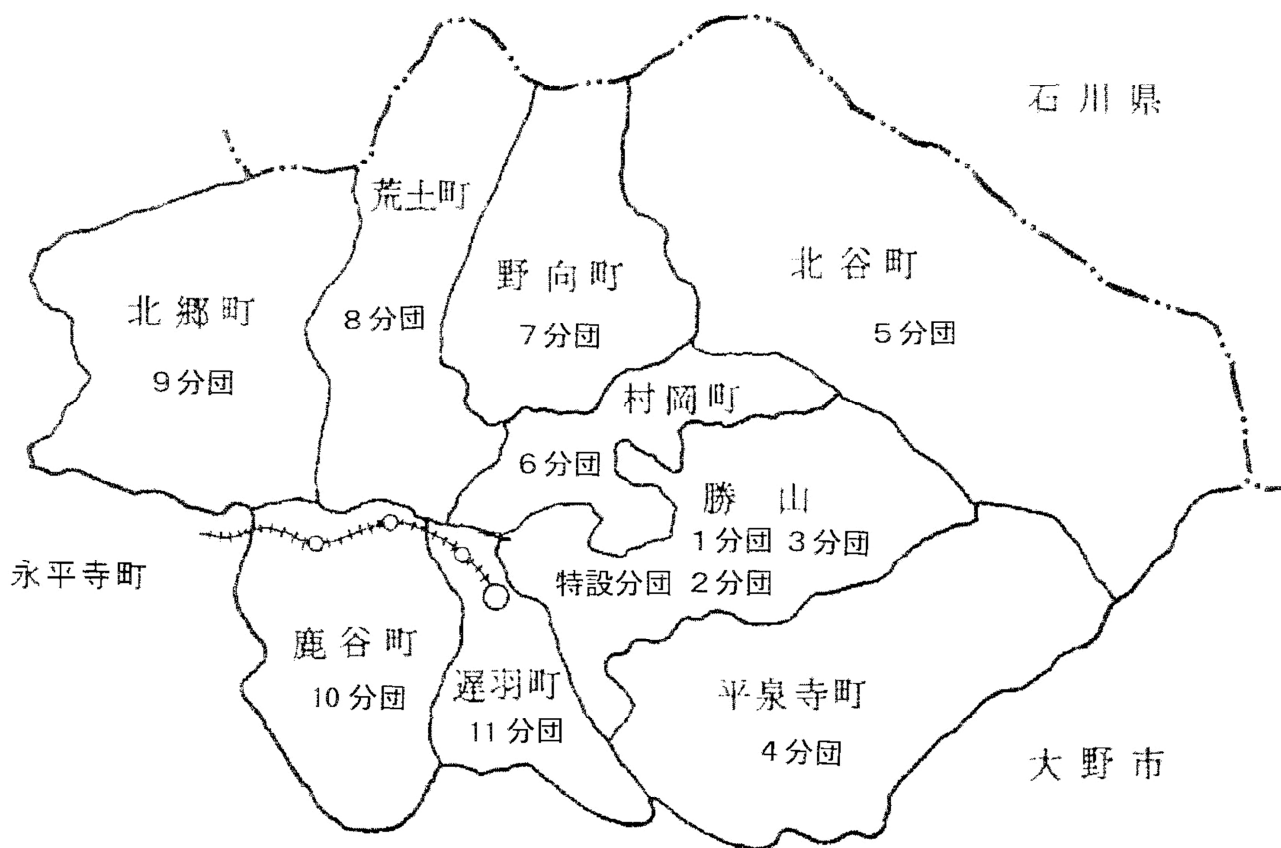 石川県
荒土町
北谷町
野向町
北郷町
8分団
7分団
5分団
9分団
村岡町
6分団
勝山
1分団 3分団
永平寺町
特設分団 2分団
鹿谷町
遅羽町
平泉寺町
10分団
11分団
4分団
大野市